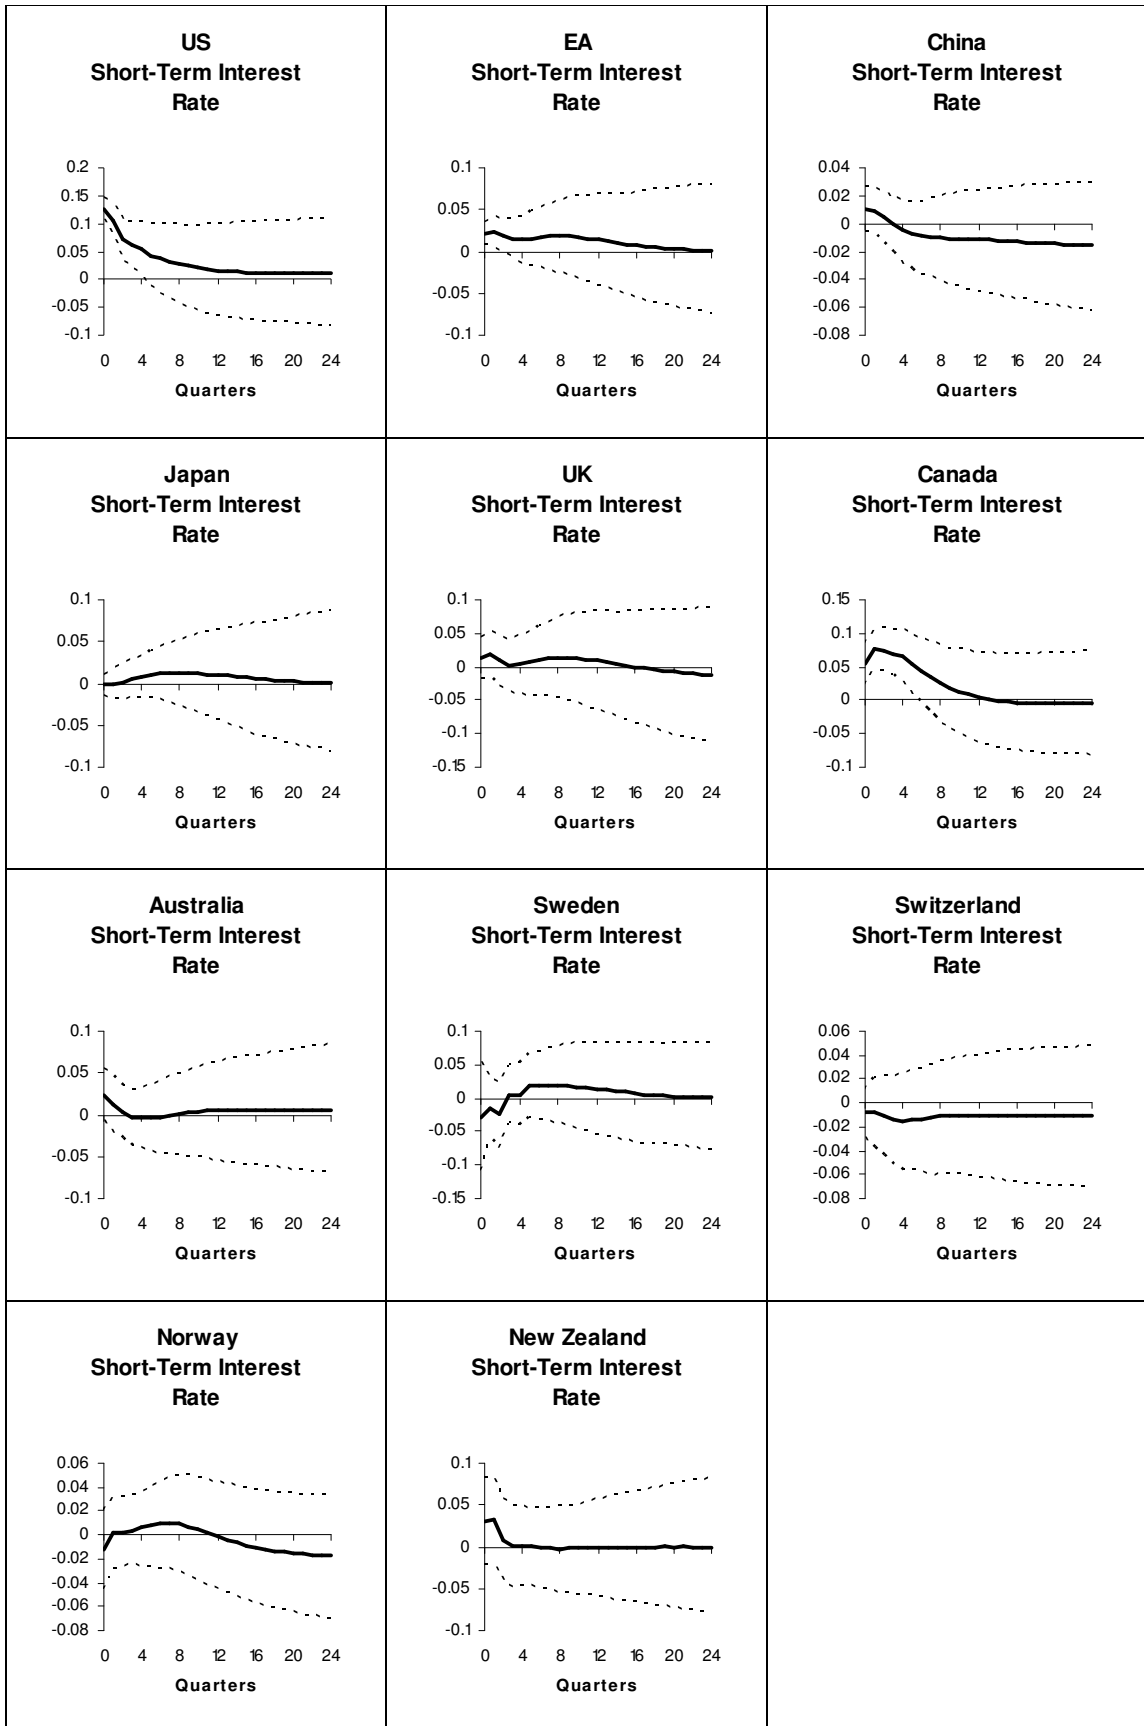 US
Short-Term Interest
Rate
0.2
0.15
0.1
0.05
0
-0.05
-0.1
0 4 8 12 16 20 24
Quarters
EA
Short-Term Interest
Rate
0.1
0.05
0
-0.05
-0.1
0 4 8 12 16 20 24
Quarters
China
Short-Term Interest
Rate
0.04
0.02
0
-0.02
-0.04
-0.06
-0.08
0 4 8 12 16 20 24
Quarters
Japan
Short-Term Interest
Rate
0.1
0.05
0
-0.05
-0.1
0 4 8 12 16 20 24
Quarters
UK
Short-Term Interest
Rate
0.1
0.05
0
-0.05
-0.1
-0.15
0 4 8 12 16 20 24
Quarters
Canada
Short-Term Interest
Rate
0.15
0.1
0.05
0
-0.05
-0.1
0 4 8 12 16 20 24
Quarters
Australia
Short-Term Interest
Rate
0.1
0.05
0
-0.05
-0.1
0 4 8 12 16 20 24
Quarters
Sweden
Short-Term Interest
Rate
0.1
0.05
0
-0.05
-0.1
-0.15
0 4 8 12 16 20 24
Quarters
Switzerland
Short-Term Interest
Rate
0.06
0.04
0.02
0
-0.02
-0.04
-0.06
-0.08
0 4 8 12 16 20 24
Quarters
Norway
Short-Term Interest
Rate
0.06
0.04
0.02
0
-0.02
-0.04
-0.06
-0.08
0 4 8 12 16 20 24
Quarters
New Zealand
Short-Term Interest
Rate
0.1
0.05
0
-0.05
-0.1
0 4 8 12 16 20 24
Quarters